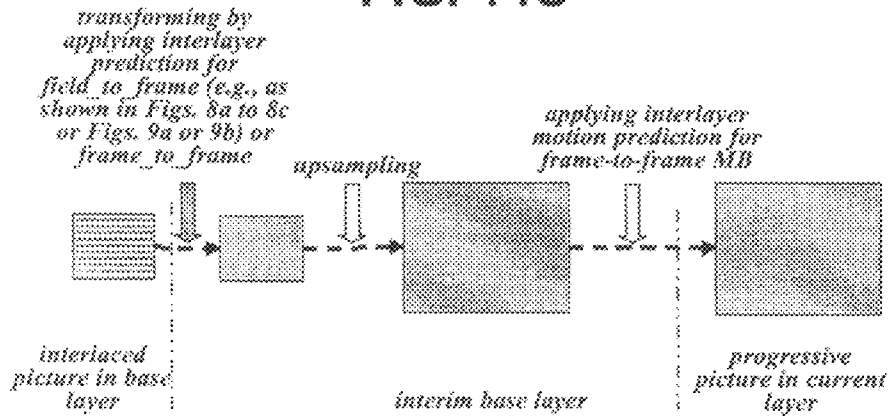 transforming by
applying interlayer
prediction for
field_to_frame (e.g., as
shown in Figs. 8a to 8c
or Figs. 9a or 9b) or
frame_to_frame
upsampling
applying interlayer
motion prediction for
frame-to-frame MB
interlaced
picture in base
layer
interim base layer
progressive
picture in current
layer